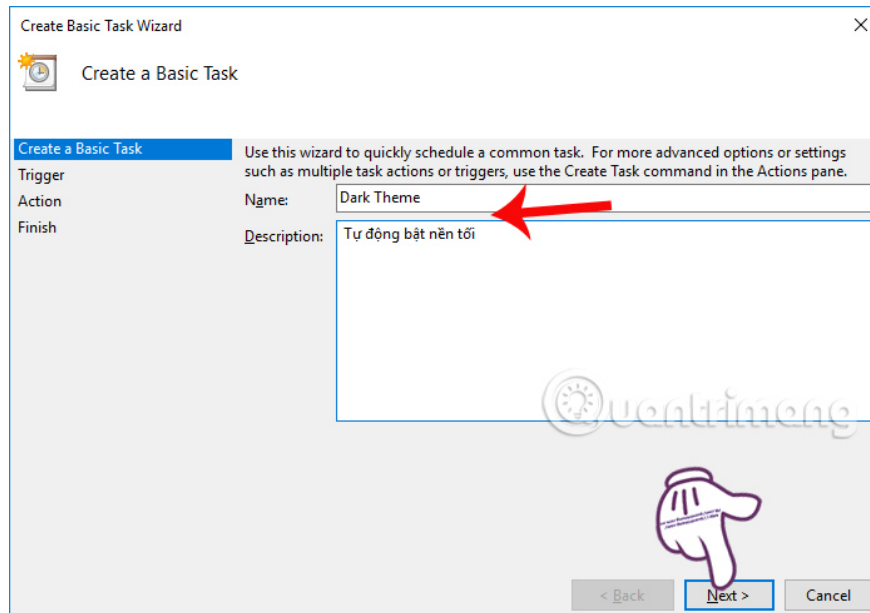 Create Basic Task Wizard
Create a Basic Task
Create a Basic Task
Trigger
Action
Finish
Use this wizard to quickly schedule a common task. For more advanced options or settings
such as multiple task actions or triggers, use the Create Task command in the Actions pane.
Name:
Dark Theme
Description:
Tự động bật nền tối
Quantrimang
< Back
Next >
Cancel